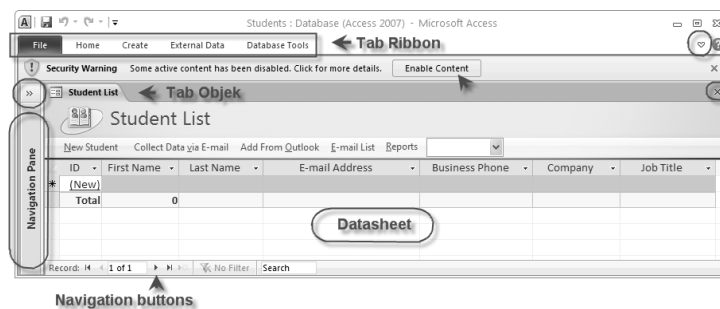 Students : Database (Access 2007) - Microsoft Access
File Home Create External Data Database Tools Tab Ribbon
Security Warning Some active content has been disabled. Click for more details. Enable Content
Student List Tab Objek
Student List
New Student Collect Data via E-mail Add From Outlook E-mail List Reports
ID First Name Last Name E-mail Address Business Phone Company Job Title
(New)
Total 0
Navigation Pane
Datasheet
Record: 1 of 1 No Filter Search
Navigation buttons